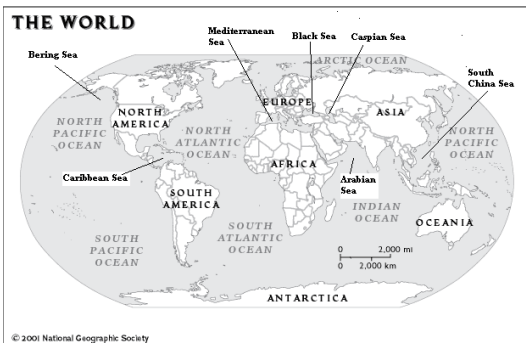 THE WORLD
Mediterranean
Sea
Black Sea
Caspian Sea
Bering Sea
ARCTIC OCEAN
South
China Sea
EUROPE
ASIA
NORTH
AMERICA
NORTH
PACIFIC
OCEAN
NORTH
ATLANTIC
OCEAN
NORTH
PACIFIC
OCEAN
AFRICA
Caribbean Sea
Arabian
Sea
SOUTH
AMERICA
INDIAN
OCEAN
OCEANIA
SOUTH
PACIFIC
OCEAN
SOUTH
ATLANTIC
OCEAN
0 2,000 mi
0 2,000 km
ANTARCTICA
© 2001 National Geographic Society